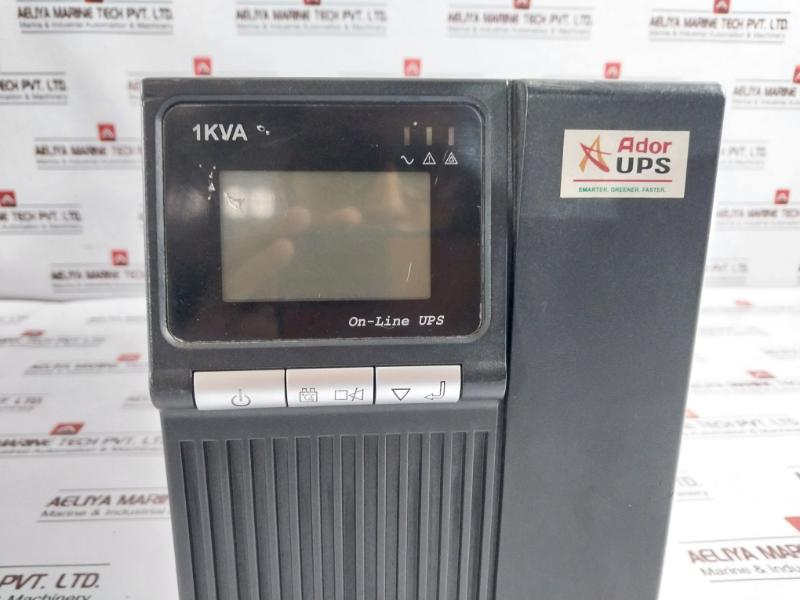 AELIYA MARINE TECH PVT. LTD.
Marine & Industrial Automation & Machinery
1KVA
Ador
UPS
SMARTER. GREENER. FASTER.
On-Line UPS